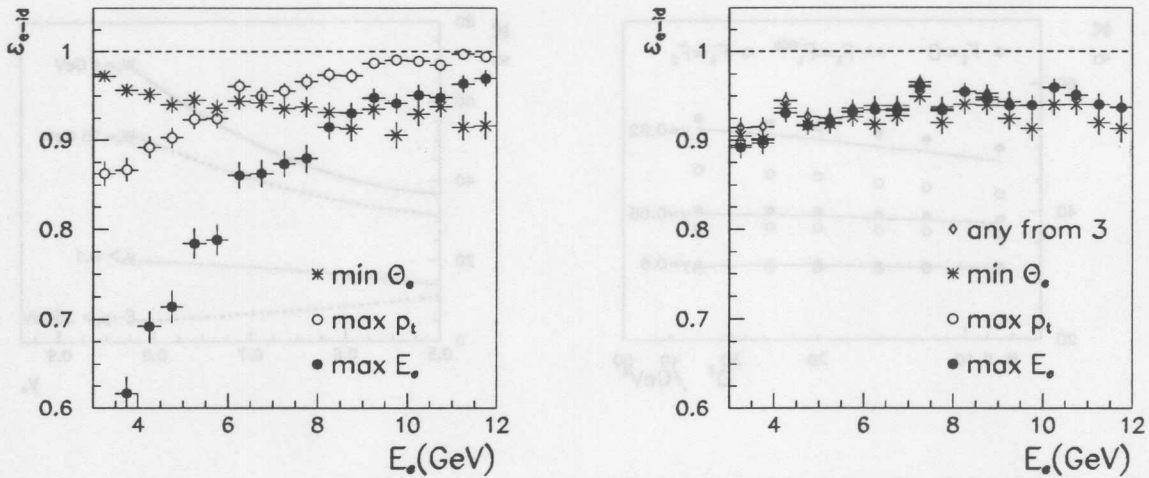 ε e-id
1
0.9
0.8
0.7
0.6
4 6 8 10 12
E_e(GeV)
min Θ_e
max p_t
max E_e
ε e-id
1
0.9
0.8
0.7
0.6
4 6 8 10 12
E_e(GeV)
any from 3
min Θ_e
max p_t
max E_e